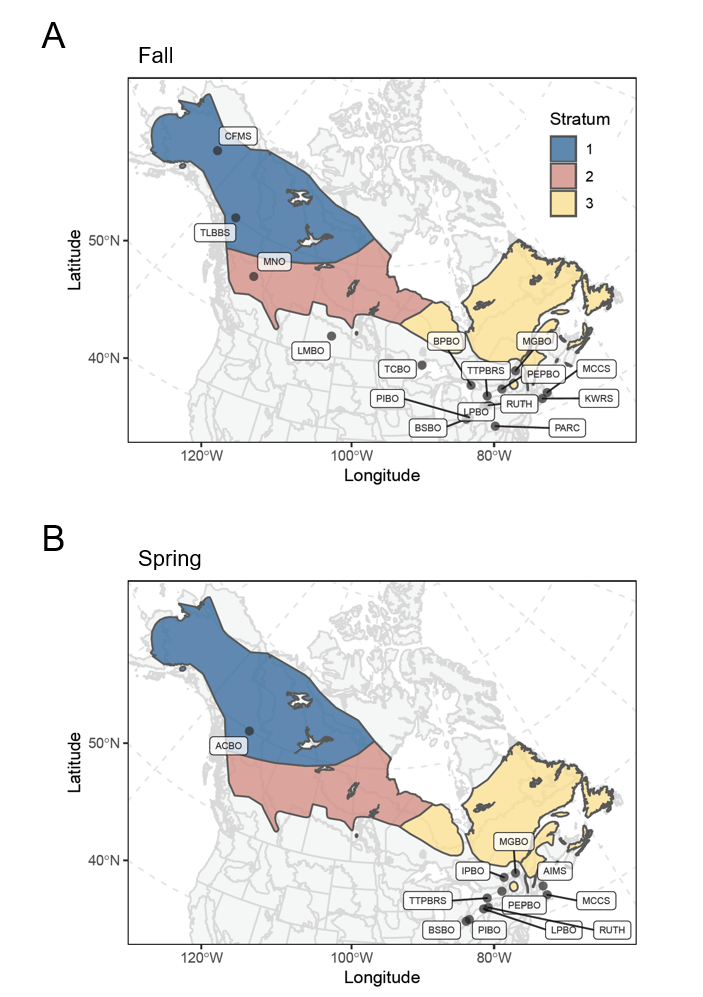 A
Fall
CFMS
Stratum
1
2
3
TLBBS
MNO
50°N
Latitude
BPBO
MGBO
LMBO
40°N
TCBO
TTPBRS
PEPBO
MCCS
PIBO
LPBO
RUTH
KWRS
BSBO
PARC
120°W
100°W
80°W
Longitude
B
Spring
50°N
ACBO
Latitude
MGBO
40°N
IPBO
AIMS
TTPBRS
PEPBO
MCCS
BSBO
PIBO
LPBO
RUTH
120°W
100°W
80°W
Longitude